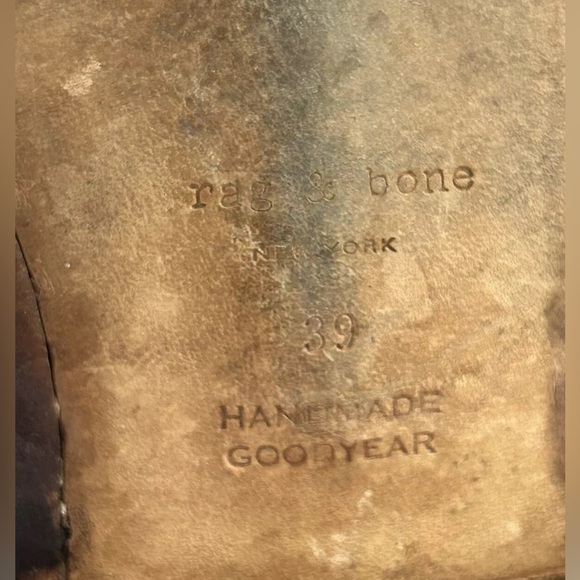 rag & bone
NEW YORK
39
HANDMADE
GOODYEAR